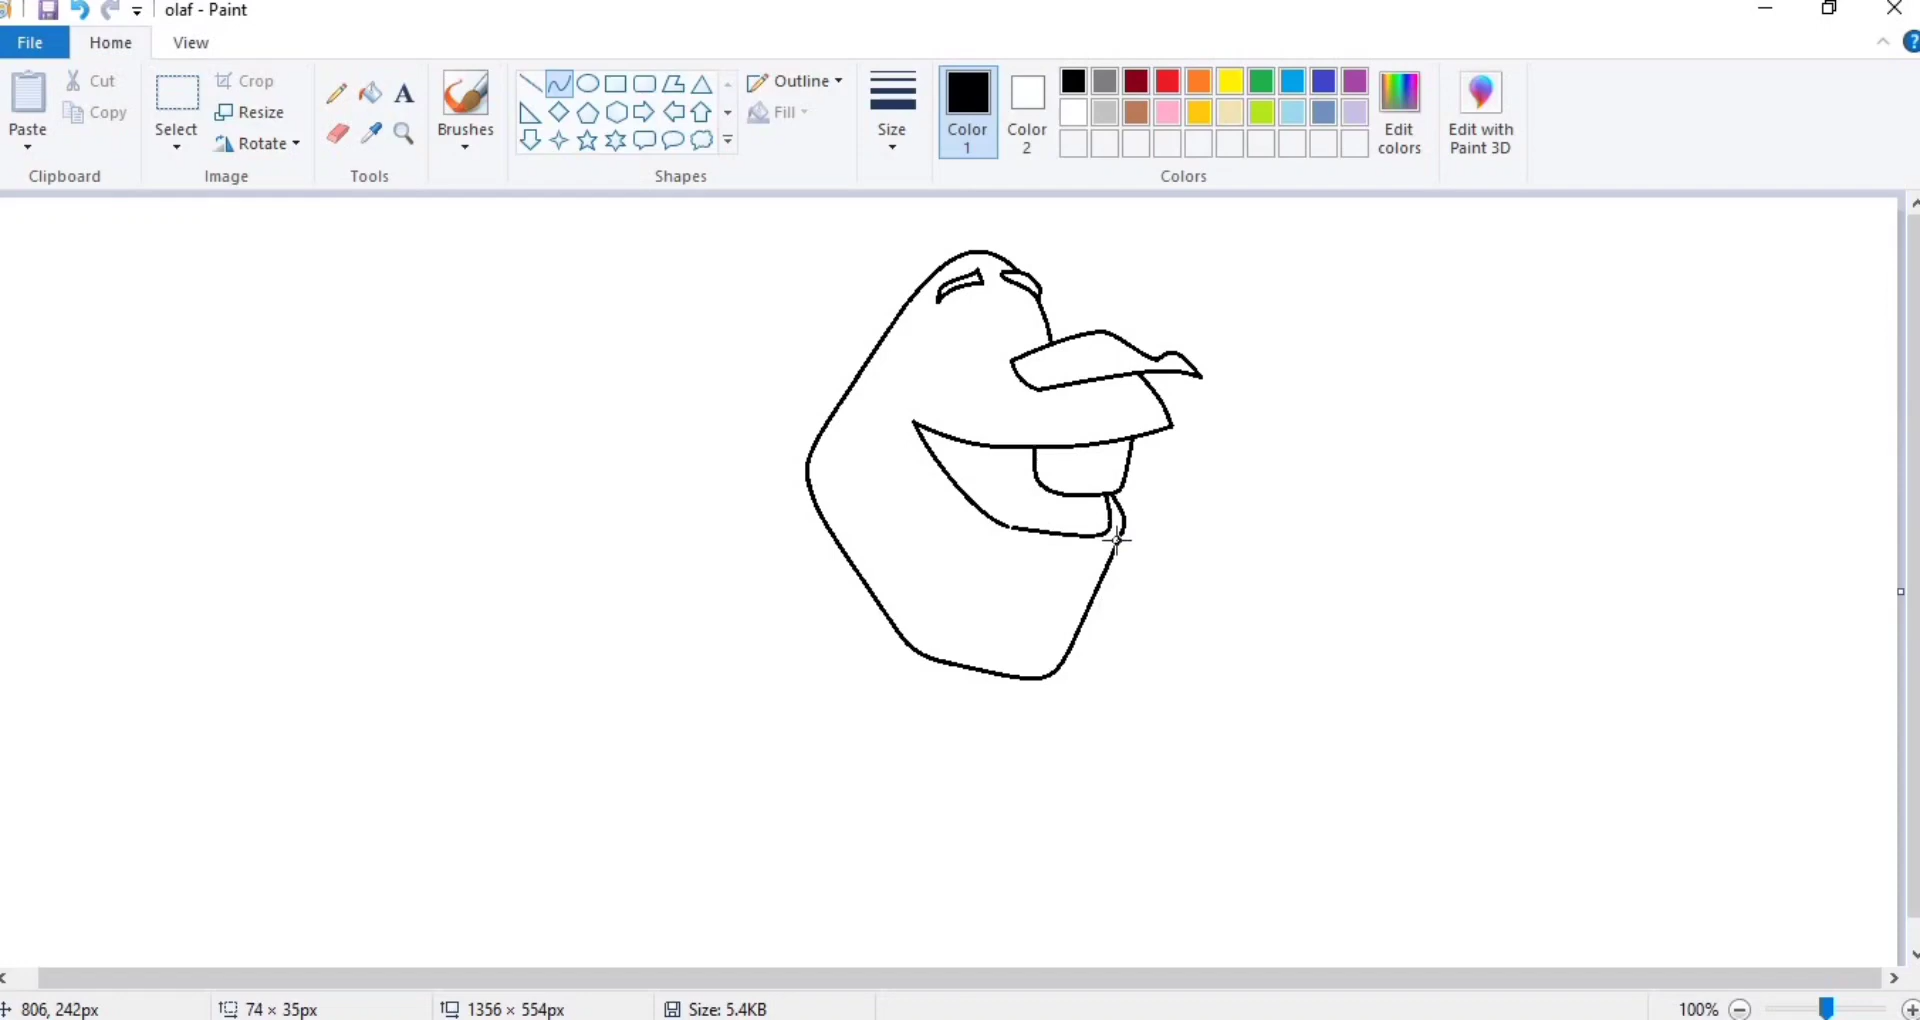 olaf - Paint
File Home View
Paste
Cut
Copy
Clipboard
Select
Crop
Resize
Rotate
Image
A
Tools
Brushes
Outline
Fill
Shapes
Size
Color 1
Color 2
Edit colors
Colors
Edit with Paint 3D
806, 242px 74 × 35px 1356 × 554px Size: 5.4KB 100%